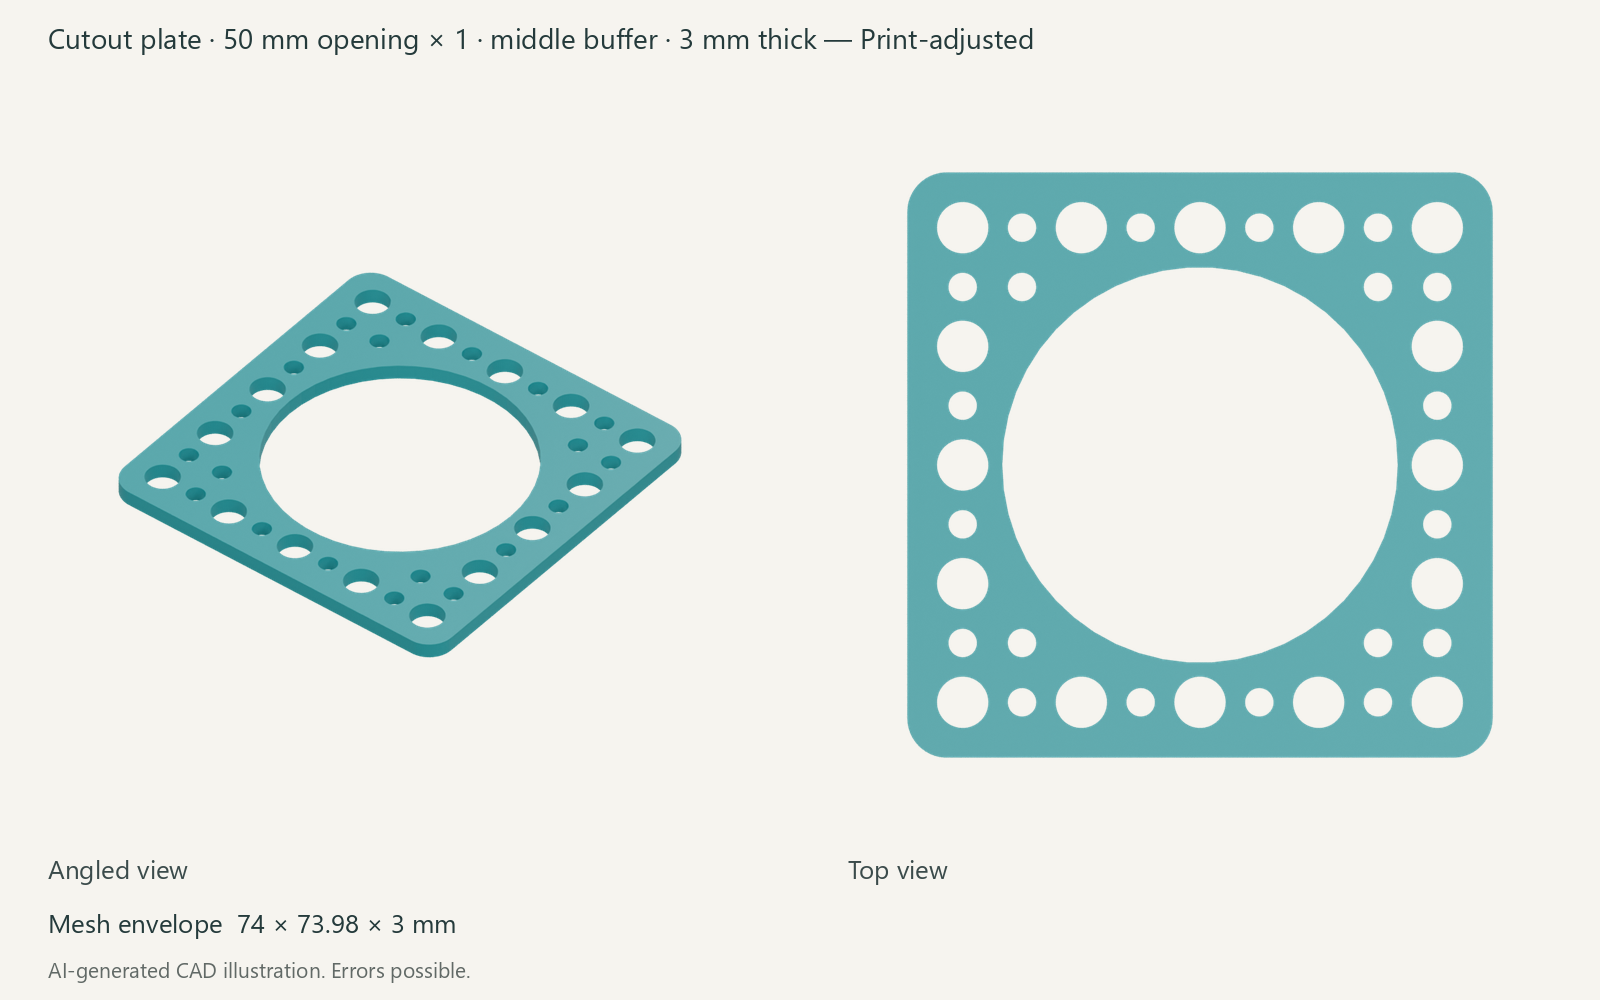 Cutout plate · 50 mm opening × 1 · middle buffer · 3 mm thick — Print-adjusted
Angled view
Top view
Mesh envelope  74 × 73.98 × 3 mm
AI-generated CAD illustration. Errors possible.